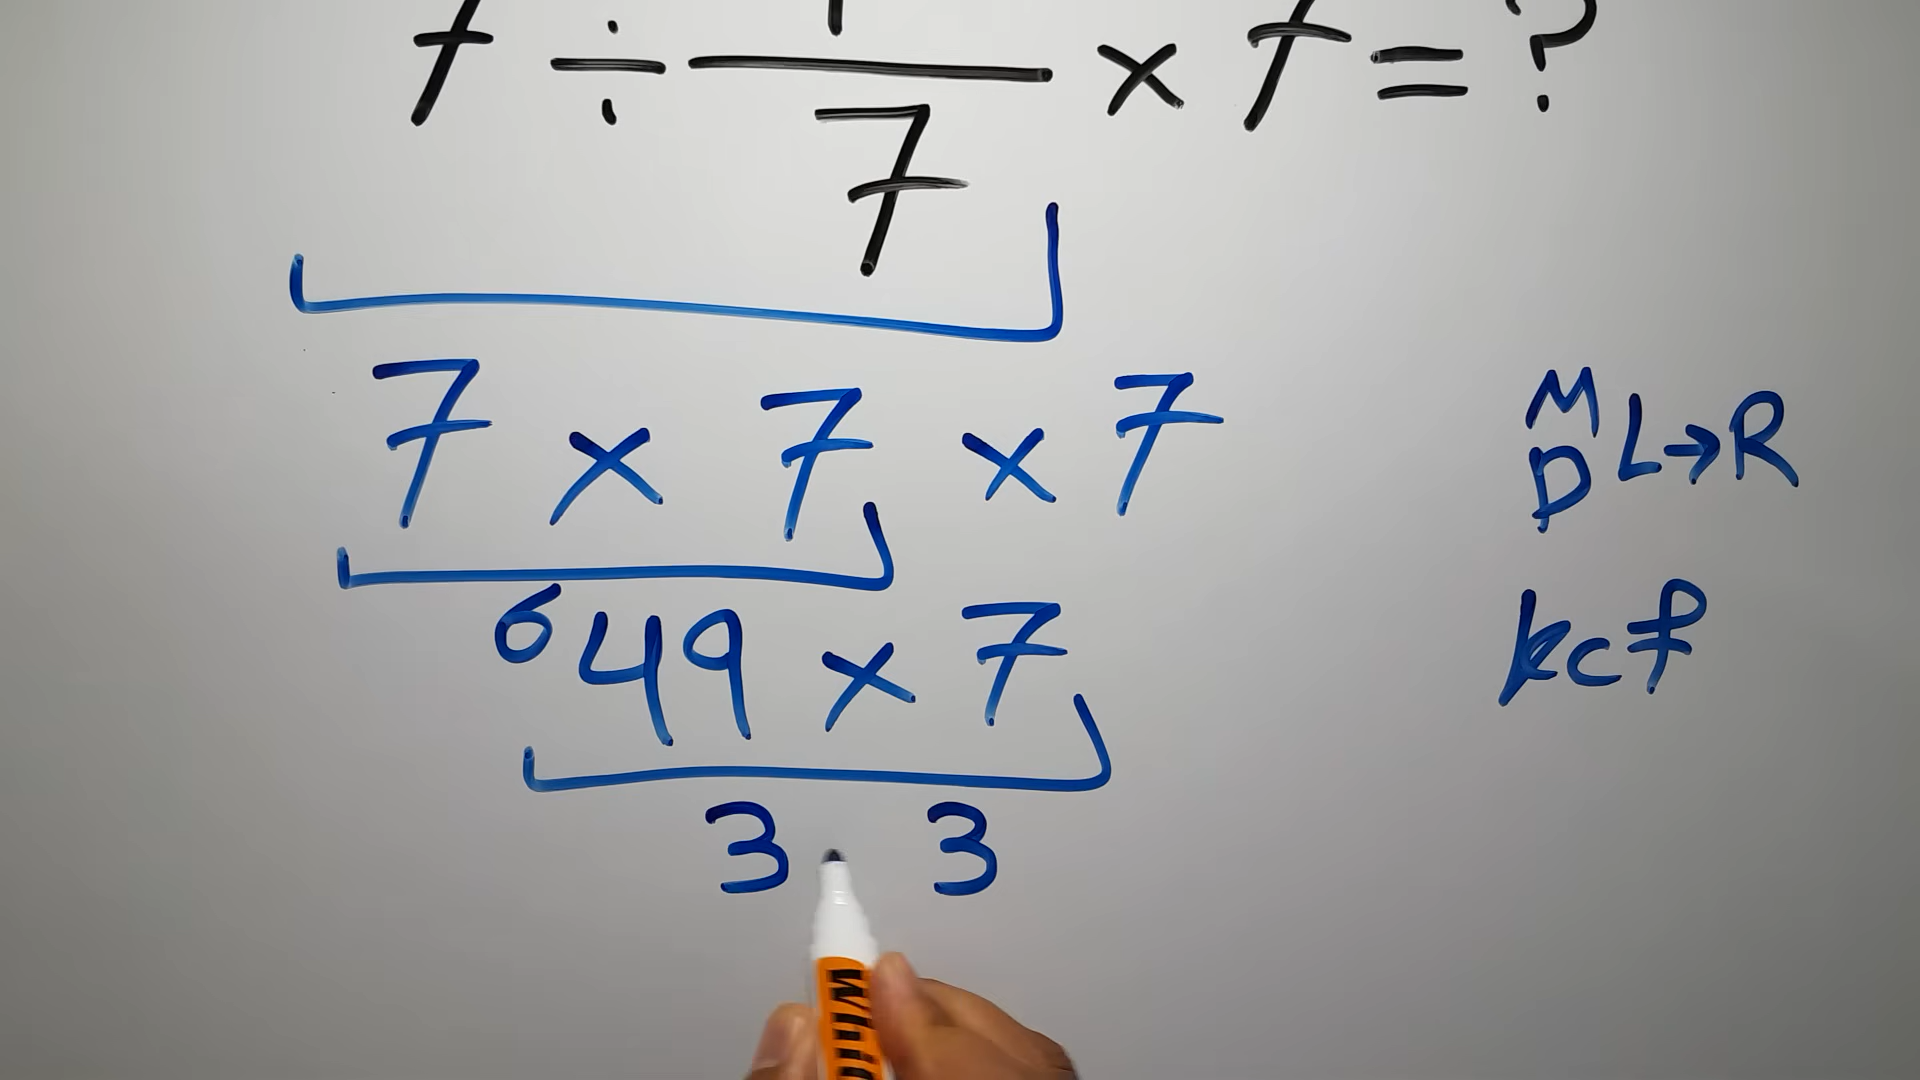 7 ÷ 1/7 × 7 = ?
7 × 7 × 7
M
D L→R
6 49 × 7
kcf
3 3